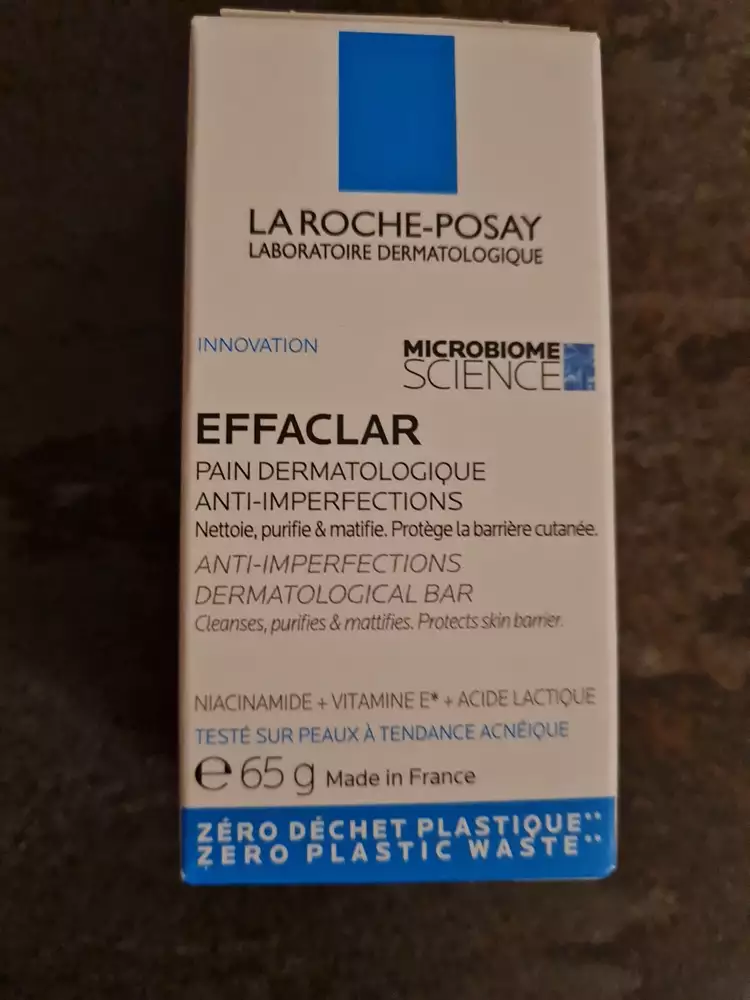 LA ROCHE-POSAY
LABORATOIRE DERMATOLOGIQUE
INNOVATION
MICROBIOME
SCIENCE
EFFACLAR
PAIN DERMATOLOGIQUE
ANTI-IMPERFECTIONS
Nettoie, purifie & matifie. Protège la barrière cutanée.
ANTI-IMPERFECTIONS
DERMATOLOGICAL BAR
Cleanses, purifies & mattifies. Protects skin barrier.
NIACINAMIDE + VITAMINE E* + ACIDE LACTIQUE
TESTÉ SUR PEAUX À TENDANCE ACNÉIQUE
℮ 65 g Made in France
ZÉRO DÉCHET PLASTIQUE**
ZERO PLASTIC WASTE**